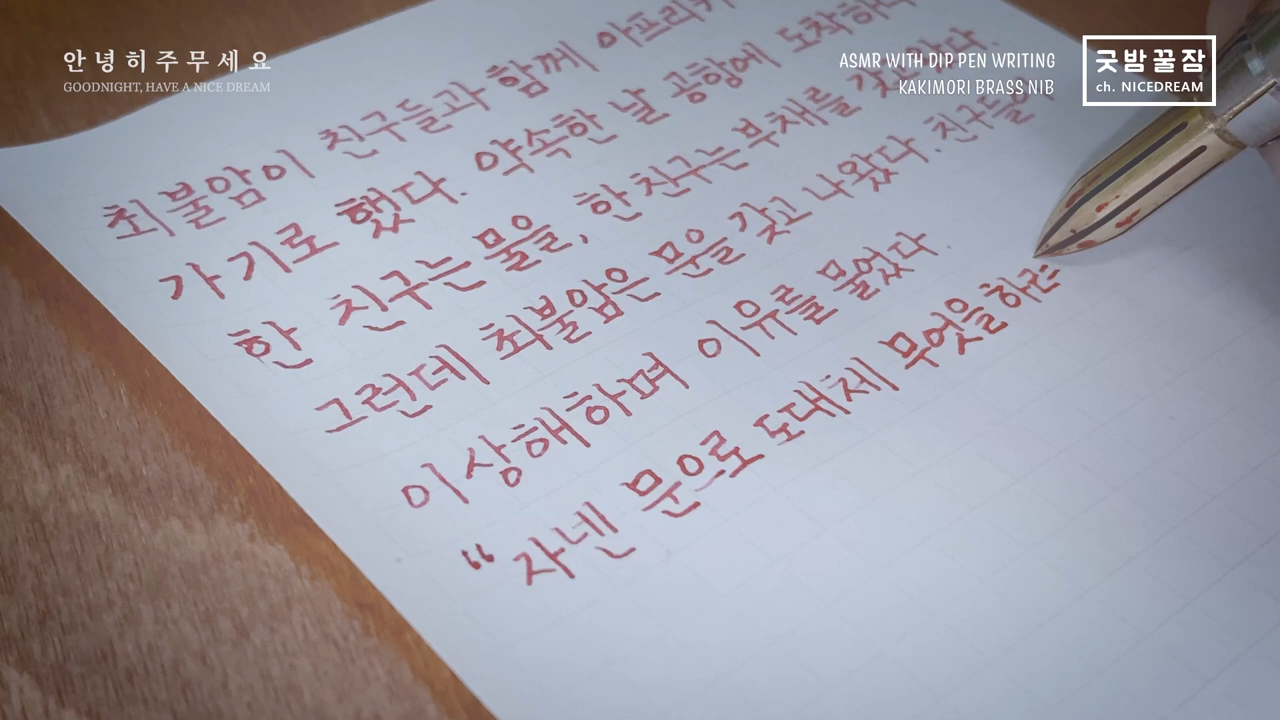 안녕히주무세요
GOODNIGHT, HAVE A NICE DREAM
ASMR WITH DIP PEN WRITING
KAKIMORI BRASS NIB
굿밤꿀잠
ch. NICEDREAM
최불암이 친구들과 함께 아프리카
가기로 했다. 약속한 날 공항에 도착하니
한 친구는 물을, 한 친구는 부채를 갖고 왔다.
그런데 최불암은 문을 갖고 나왔다. 친구들이
이상해하며 이유를 물었다.
“자넨 문으로 도대체 무엇을 하려